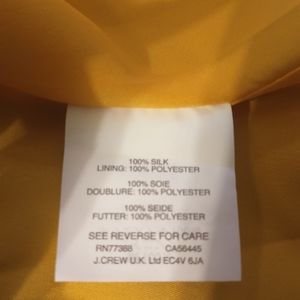 100% SILK
LINING: 100% POLYESTER
100% SOIE
DOUBLURE: 100% POLYESTER
100% SEIDE
FUTTER: 100% POLYESTER
SEE REVERSE FOR CARE
RN77388 CA56445
J.CREW U.K. Ltd EC4V 6JA